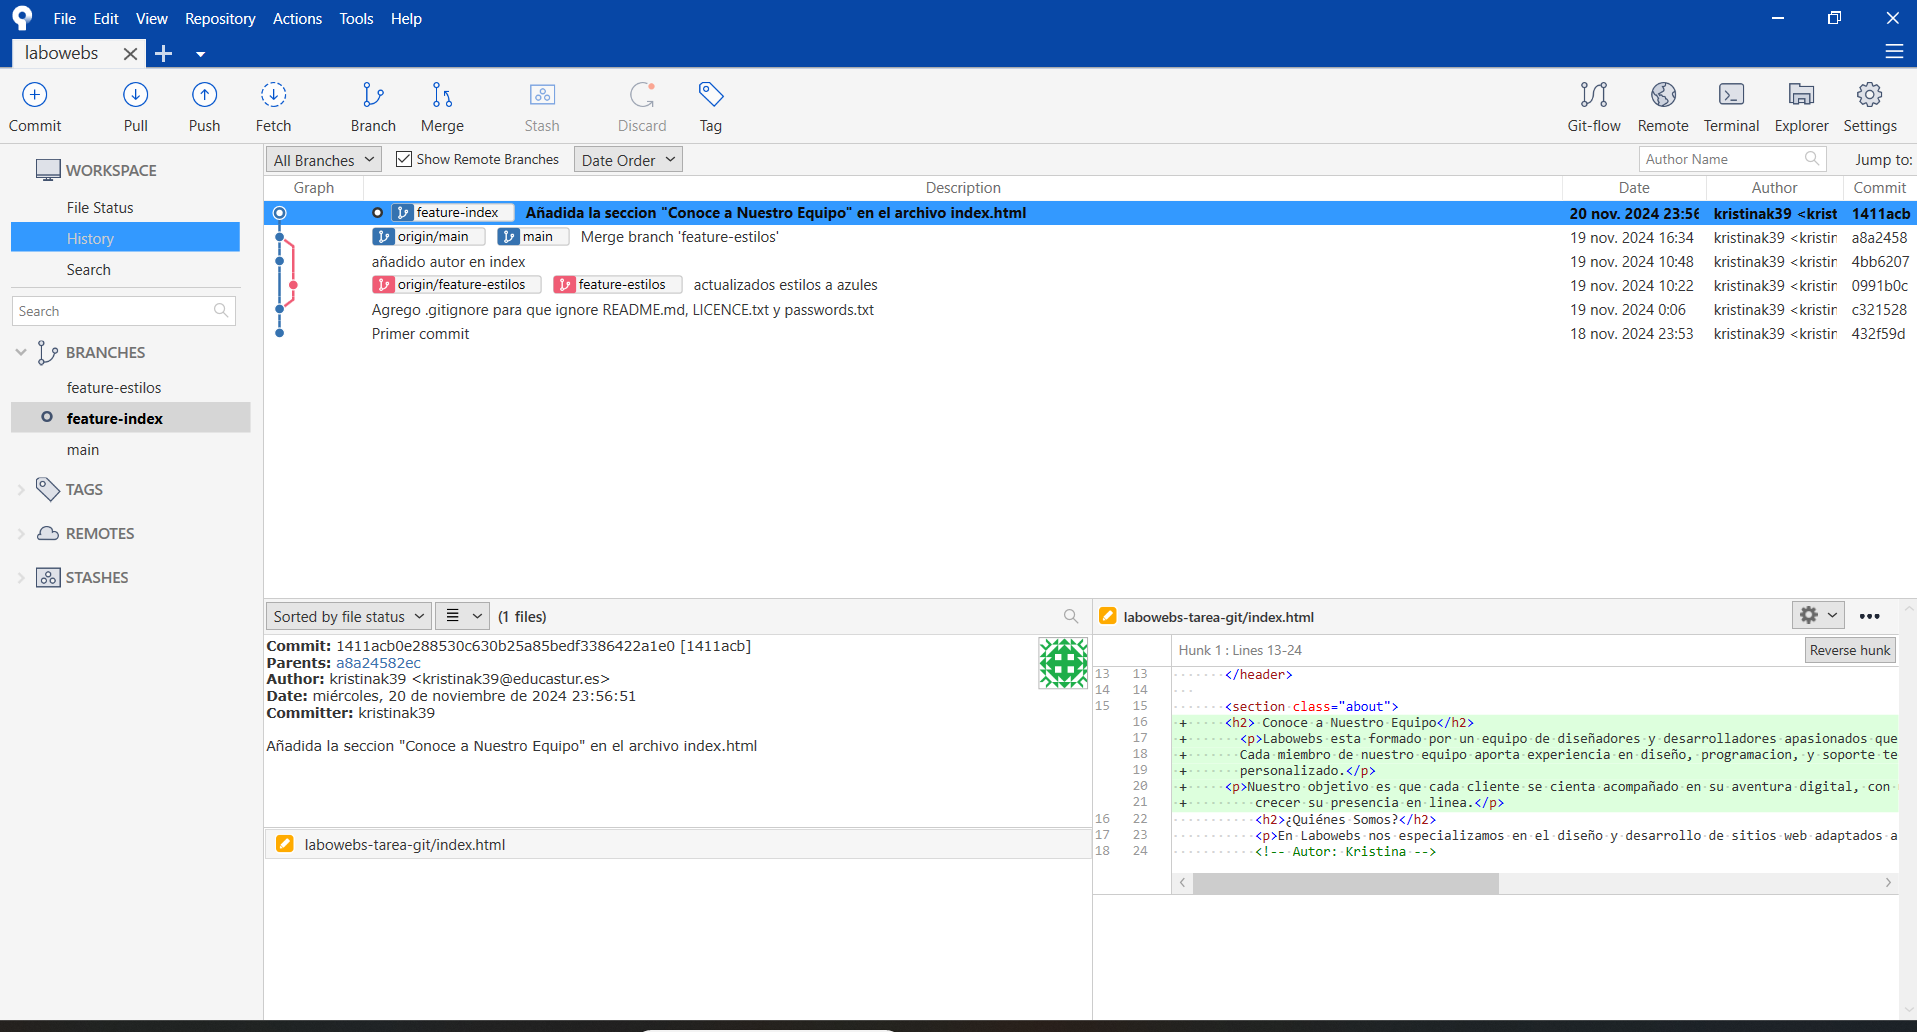 File Edit View Repository Actions Tools Help
labowebs
Commit Pull Push Fetch Branch Merge Stash Discard Tag Git-flow Remote Terminal Explorer Settings
WORKSPACE
File Status
History
Search
Search
BRANCHES
feature-estilos
feature-index
main
TAGS
REMOTES
STASHES
All Branches Show Remote Branches Date Order Author Name Jump to:
Graph Description Date Author Commit
feature-index Añadida la seccion "Conoce a Nuestro Equipo" en el archivo index.html 20 nov. 2024 23:56 kristinak39 <krist 1411acb
origin/main main Merge branch 'feature-estilos' 19 nov. 2024 16:34 kristinak39 <kristin a8a2458
añadido autor en index 19 nov. 2024 10:48 kristinak39 <kristin 4bb6207
origin/feature-estilos feature-estilos actualizados estilos a azules 19 nov. 2024 10:22 kristinak39 <kristin 0991b0c
Agrego .gitignore para que ignore README.md, LICENCE.txt y passwords.txt 19 nov. 2024 0:06 kristinak39 <kristin c321528
Primer commit 18 nov. 2024 23:53 kristinak39 <kristin 432f59d
Sorted by file status (1 files)
Commit: 1411acb0e288530c630b25a85bedf3386422a1e0 [1411acb]
Parents: a8a24582ec
Author: kristinak39 <kristinak39@educastur.es>
Date: miércoles, 20 de noviembre de 2024 23:56:51
Committer: kristinak39
Añadida la seccion "Conoce a Nuestro Equipo" en el archivo index.html
labowebs-tarea-git/index.html
labowebs-tarea-git/index.html
Hunk 1 : Lines 13-24 Reverse hunk
13 13 </header>
14 14
15 15 <section class="about">
16 + <h2> Conoce a Nuestro Equipo</h2>
17 + <p>Labowebs esta formado por un equipo de diseñadores y desarrolladores apasionados que
18 + Cada miembro de nuestro equipo aporta experiencia en diseño, programacion, y soporte te
19 + personalizado.</p>
20 + <p>Nuestro objetivo es que cada cliente se cienta acompañado en su aventura digital, con
21 + crecer su presencia en linea.</p>
16 22 <h2>¿Quiénes Somos?</h2>
17 23 <p>En Labowebs nos especializamos en el diseño y desarrollo de sitios web adaptados a
18 24 <!-- Autor: Kristina -->